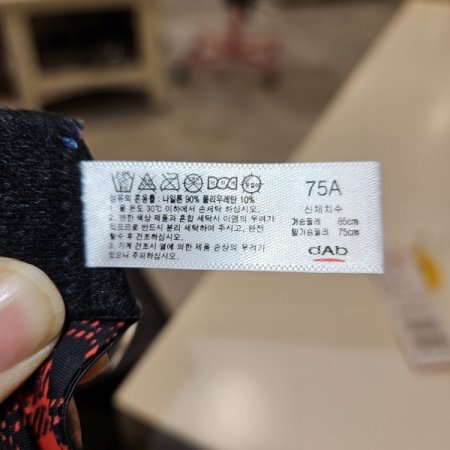 섬유의 혼용률 : 나일론 90% 폴리우레탄 10%
1. 물 온도 30℃ 이하에서 손세탁 하십시오.
2. 진한 색상 제품과 혼합 세탁시 이염의 우려가
있으므로 반드시 분리 세탁하여 주시고, 완전
탈수 후 건조하십시오.
3. 기계 건조시 열에 의한 제품 손상의 우려가
있으니 주의하십시오.
75A
신체치수
가슴둘레 85cm
밑가슴둘레 75cm
dAb